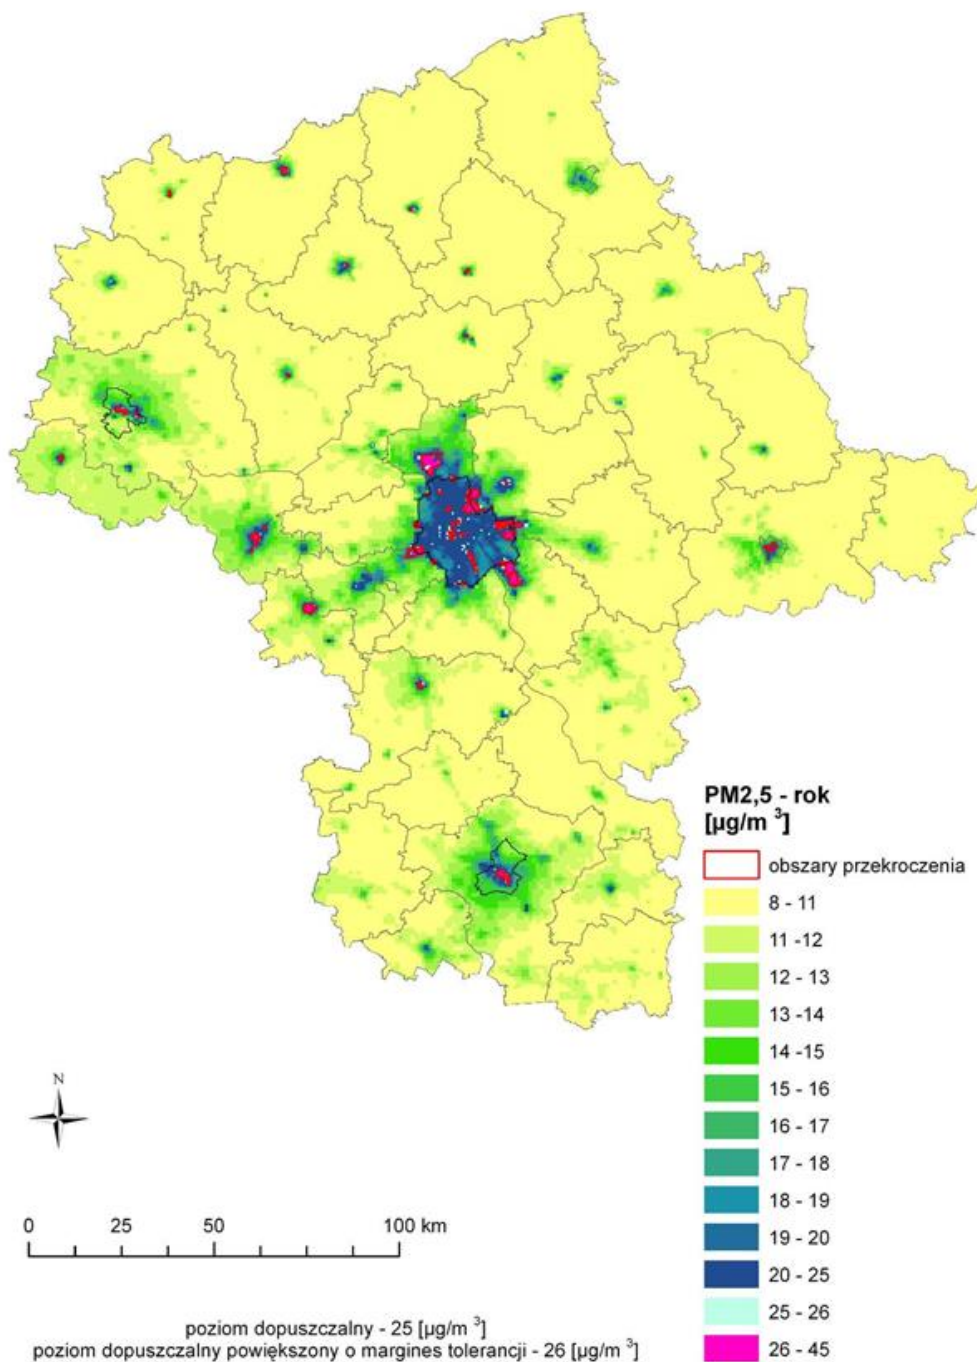 PM2,5 - rok
[µg/m ³]
obszary przekroczenia
8 - 11
11 -12
12 - 13
13 -14
14 -15
15 - 16
16 - 17
17 - 18
18 - 19
19 - 20
20 - 25
25 - 26
26 - 45
N
0 25 50 100 km
poziom dopuszczalny - 25 [µg/m ³]
poziom dopuszczalny powiększony o margines tolerancji - 26 [µg/m ³]